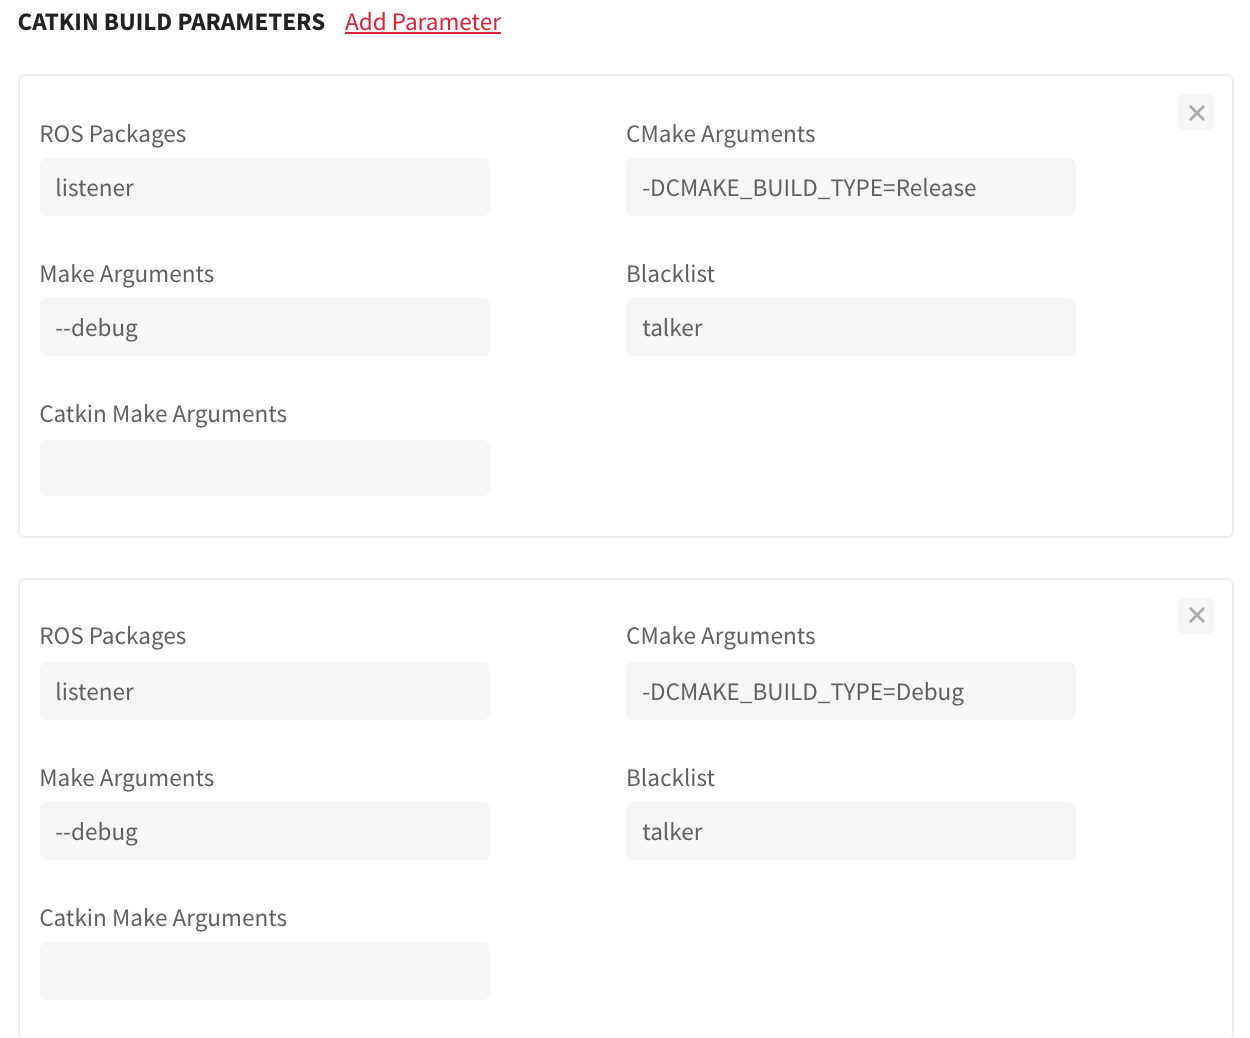 CATKIN BUILD PARAMETERS Add Parameter
ROS Packages CMake Arguments
listener -DCMAKE_BUILD_TYPE=Release
Make Arguments Blacklist
--debug talker
Catkin Make Arguments
ROS Packages CMake Arguments
listener -DCMAKE_BUILD_TYPE=Debug
Make Arguments Blacklist
--debug talker
Catkin Make Arguments